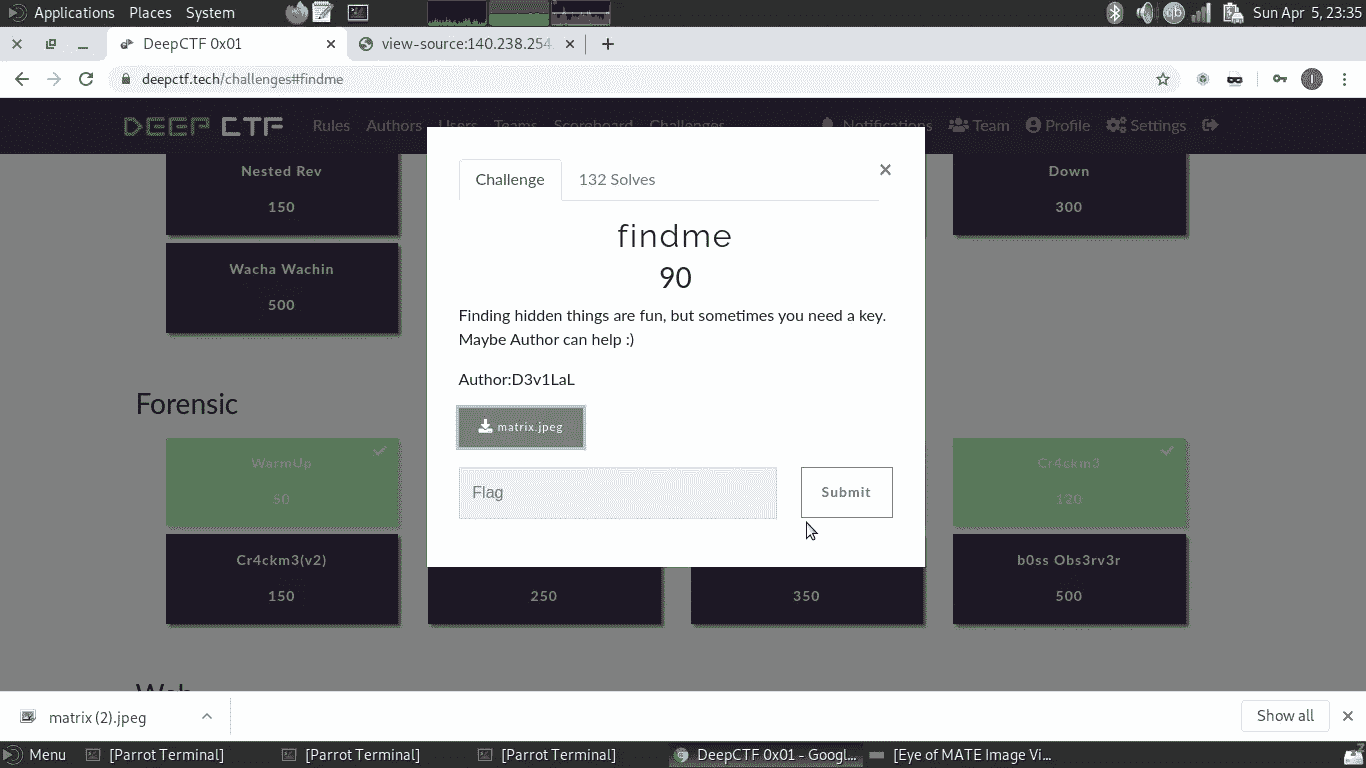 Applications Places System
Sun Apr 5, 23:35
DeepCTF 0x01
view-source:140.238.254
deepctf.tech/challenges#findme
DEEP CTF
Rules Authors Users Teams Scoreboard Challenges
Notifications Team Profile Settings
Nested Rev
150
Down
300
Wacha Wachin
500
Challenge
132 Solves
×
findme
90
Finding hidden things are fun, but sometimes you need a key.
Maybe Author can help :)
Author:D3v1LaL
matrix.jpeg
Flag
Submit
Forensic
WarmUp
50
Cr4ckm3
120
Cr4ckm3(v2)
150
250
350
b0ss Obs3rv3r
500
Web
matrix (2).jpeg
Show all
Menu
[Parrot Terminal]
[Parrot Terminal]
[Parrot Terminal]
DeepCTF 0x01 - Googl...
[Eye of MATE Image Vi...